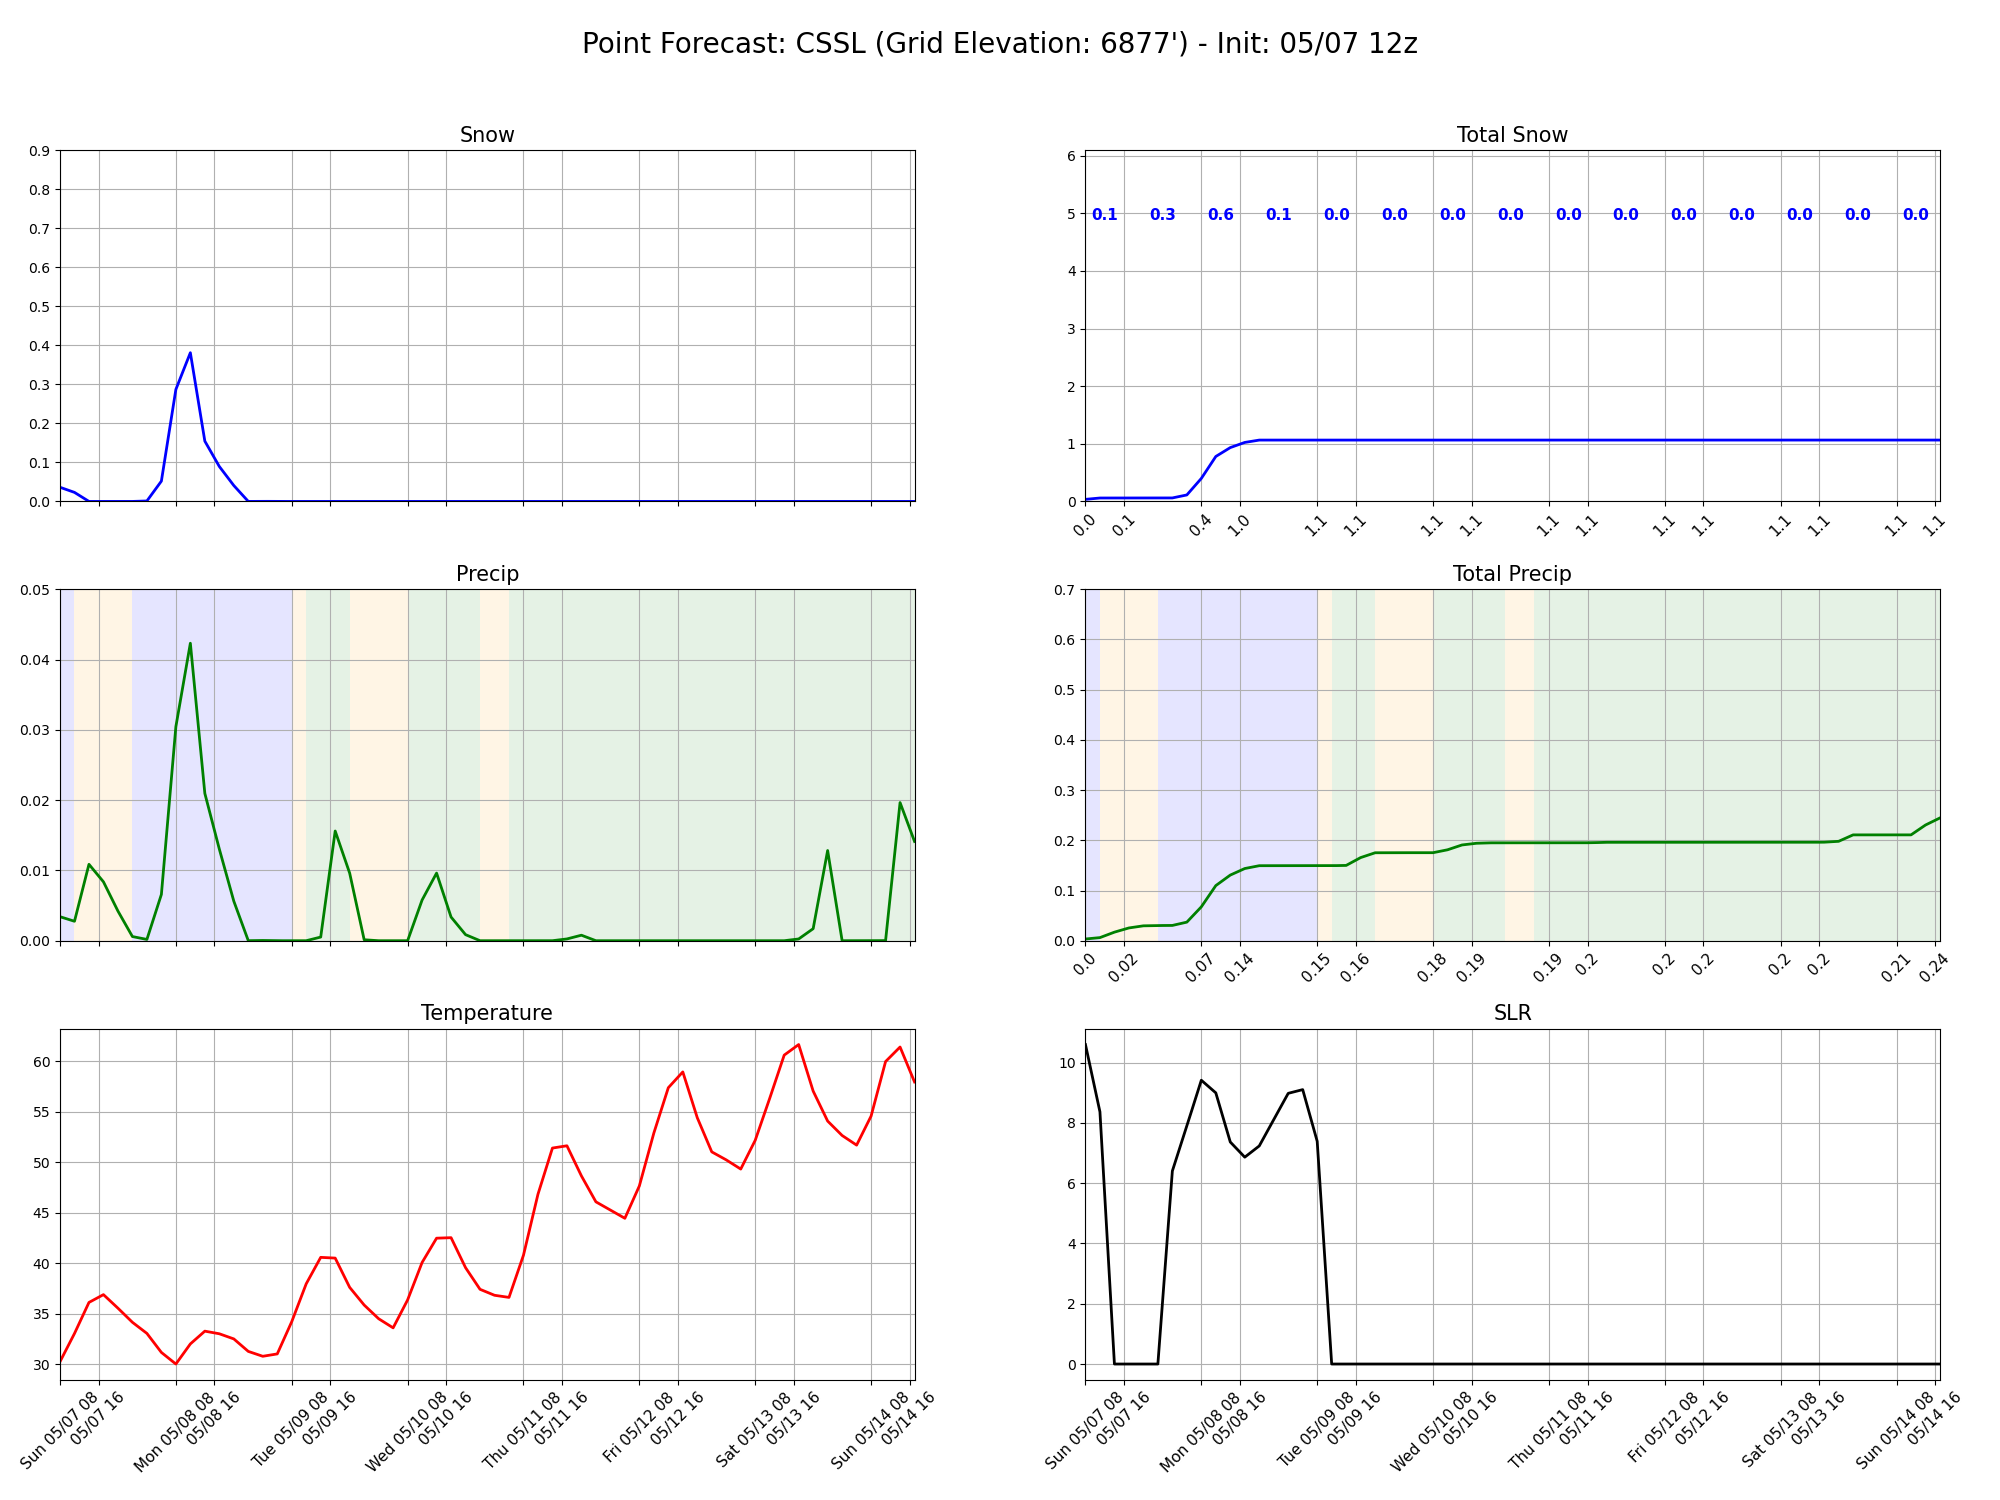 Point Forecast: CSSL (Grid Elevation: 6877') - Init: 05/07 12z
Snow
0.9
0.8
0.7
0.6
0.5
0.4
0.3
0.2
0.1
0.0
Total Snow
6
5
4
3
2
1
0
0.1 0.3 0.6 0.1 0.0 0.0 0.0 0.0 0.0 0.0 0.0 0.0 0.0 0.0 0.0
0.0 0.1 0.4 1.0 1.1 1.1 1.1 1.1 1.1 1.1 1.1 1.1 1.1 1.1 1.1 1.1
Precip
0.05
0.04
0.03
0.02
0.01
0.00
Total Precip
0.7
0.6
0.5
0.4
0.3
0.2
0.1
0.0
0.0 0.02 0.07 0.14 0.15 0.16 0.18 0.19 0.19 0.2 0.2 0.2 0.2 0.2 0.21 0.24
Temperature
60
55
50
45
40
35
30
Sun 05/07 08
05/07 16
Mon 05/08 08
05/08 16
Tue 05/09 08
05/09 16
Wed 05/10 08
05/10 16
Thu 05/11 08
05/11 16
Fri 05/12 08
05/12 16
Sat 05/13 08
05/13 16
Sun 05/14 08
05/14 16
SLR
10
8
6
4
2
0
Sun 05/07 08
05/07 16
Mon 05/08 08
05/08 16
Tue 05/09 08
05/09 16
Wed 05/10 08
05/10 16
Thu 05/11 08
05/11 16
Fri 05/12 08
05/12 16
Sat 05/13 08
05/13 16
Sun 05/14 08
05/14 16